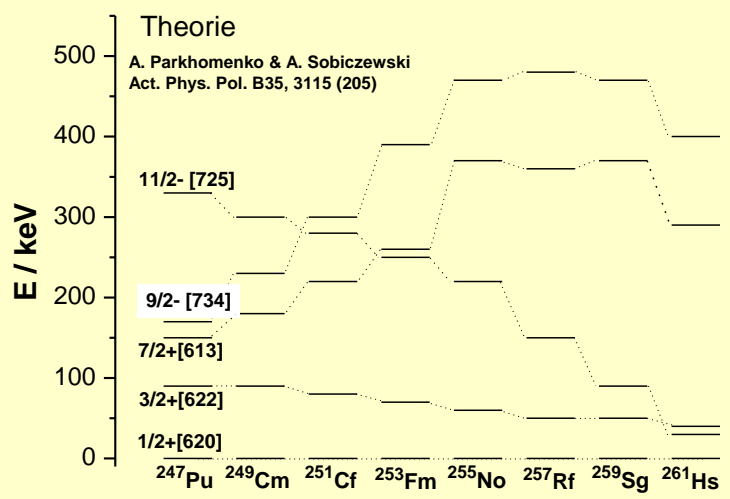 Theorie
A. Parkhomenko & A. Sobiczewski
Act. Phys. Pol. B35, 3115 (205)
E / keV
500
400
300
200
100
0
11/2- [725]
9/2- [734]
7/2+[613]
3/2+[622]
1/2+[620]
²⁴⁷Pu ²⁴⁹Cm ²⁵¹Cf ²⁵³Fm ²⁵⁵No ²⁵⁷Rf ²⁵⁹Sg ²⁶¹Hs